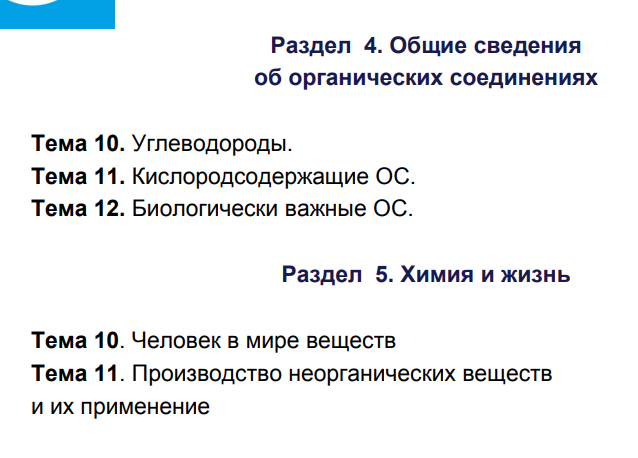 Раздел 4. Общие сведения
об органических соединениях
Тема 10. Углеводороды.
Тема 11. Кислородсодержащие ОС.
Тема 12. Биологически важные ОС.
Раздел 5. Химия и жизнь
Тема 10. Человек в мире веществ
Тема 11. Производство неорганических веществ
и их применение